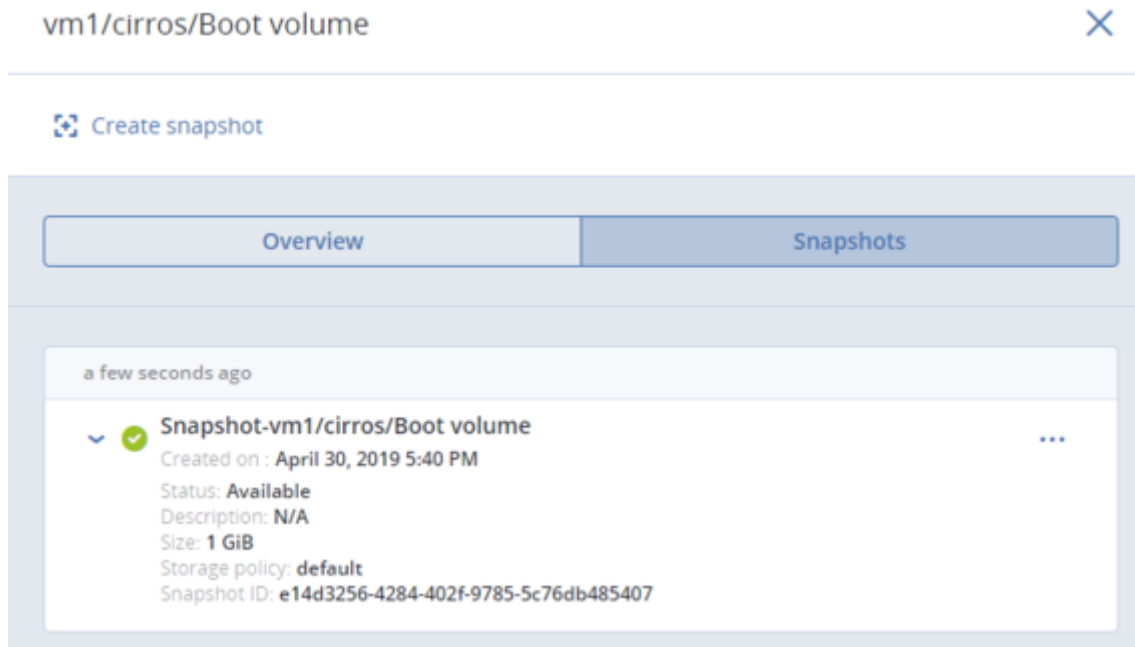 vm1/cirros/Boot volume
Create snapshot
Overview
Snapshots
a few seconds ago
Snapshot-vm1/cirros/Boot volume
Created on : April 30, 2019 5:40 PM
Status: Available
Description: N/A
Size: 1 GiB
Storage policy: default
Snapshot ID: e14d3256-4284-402f-9785-5c76db485407